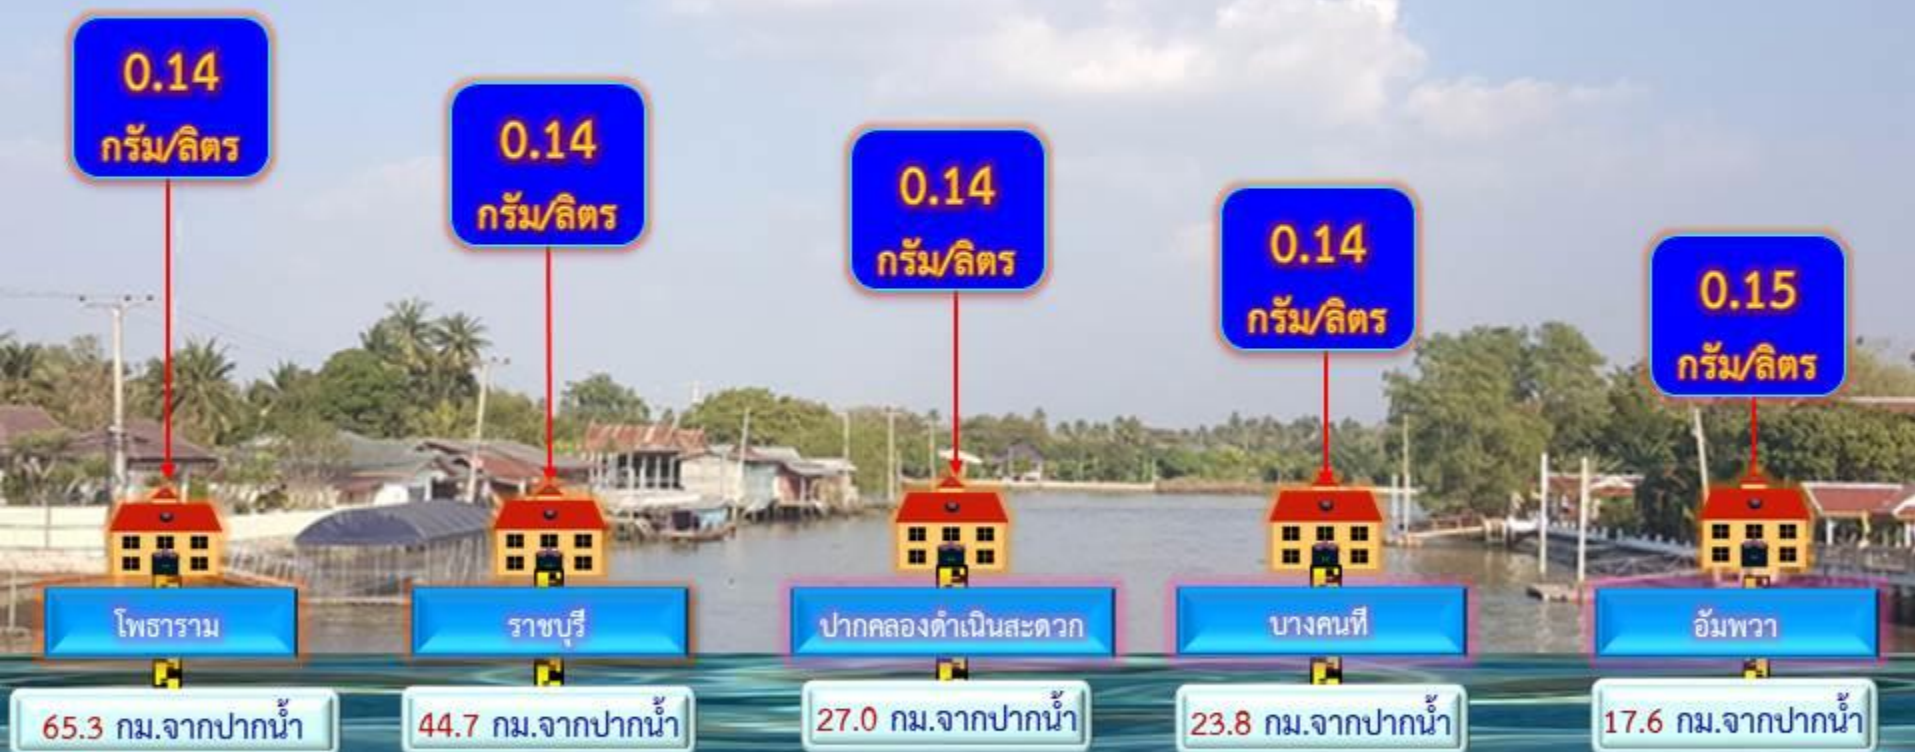 0.14
กรัม/ลิตร
0.14
กรัม/ลิตร
0.14
กรัม/ลิตร
0.14
กรัม/ลิตร
0.15
กรัม/ลิตร
โพธาราม
ราชบุรี
ปากคลองดำเนินสะดวก
บางคนที
อัมพวา
65.3 กม.จากปากน้ำ
44.7 กม.จากปากน้ำ
27.0 กม.จากปากน้ำ
23.8 กม.จากปากน้ำ
17.6 กม.จากปากน้ำ